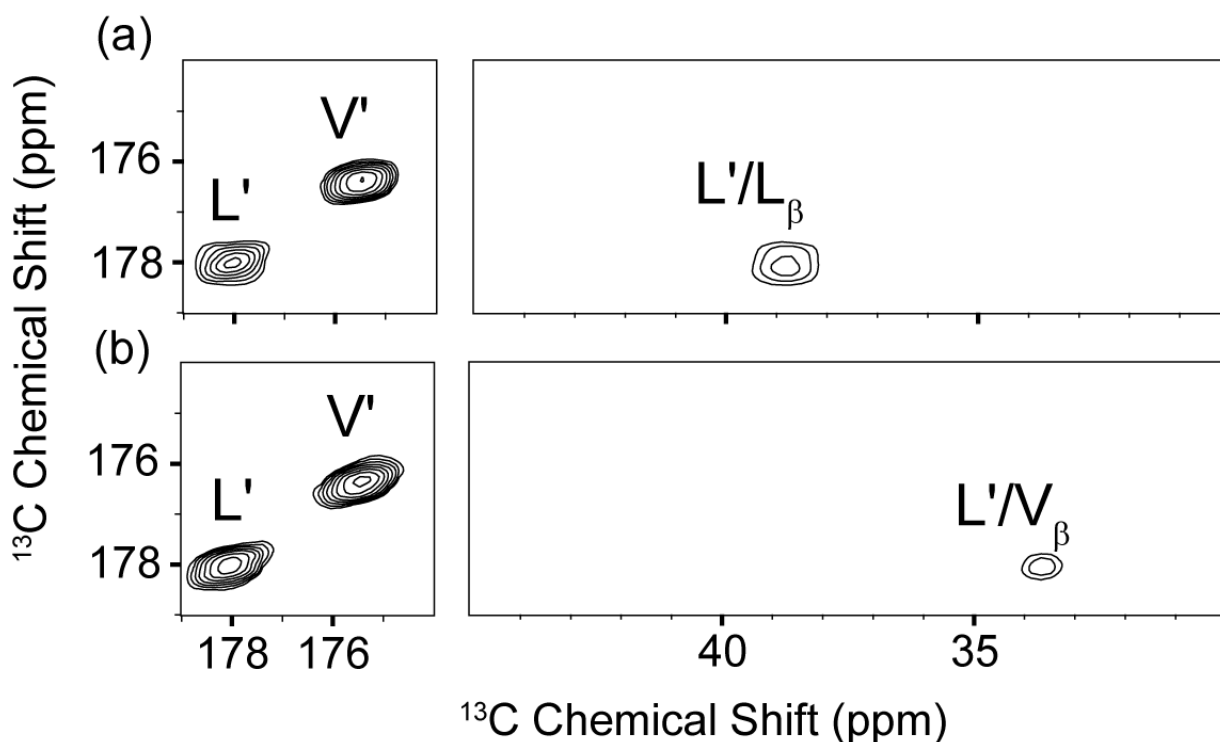 (a)
V'
L'
L'/Lβ
176
178
(b)
V'
L'
L'/Vβ
176
178
178 176
40 35
¹³C Chemical Shift (ppm)
¹³C Chemical Shift (ppm)